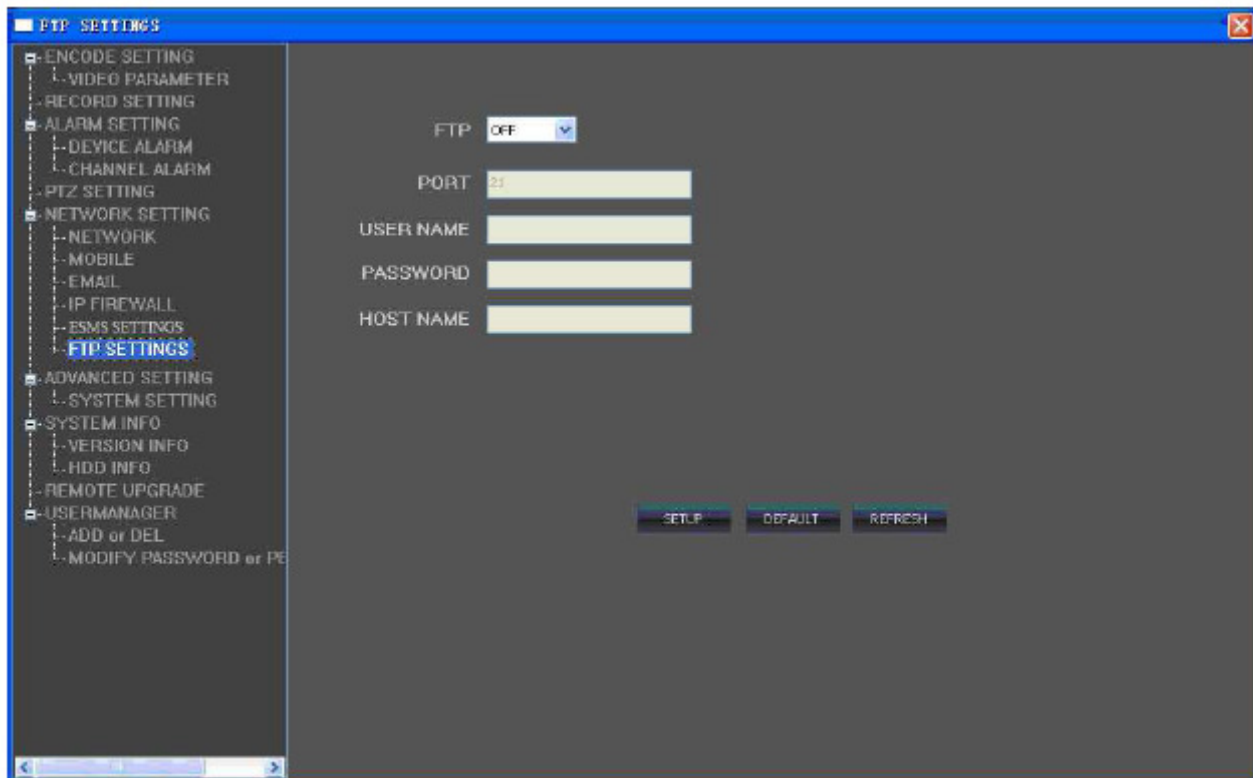 FTP SETTINGS
ENCODE SETTING
VIDEO PARAMETER
RECORD SETTING
ALARM SETTING
DEVICE ALARM
CHANNEL ALARM
PTZ SETTING
NETWORK SETTING
NETWORK
MOBILE
EMAIL
IP FIREWALL
ESMS SETTINGS
FTP SETTINGS
ADVANCED SETTING
SYSTEM SETTING
SYSTEM INFO
VERSION INFO
HDD INFO
REMOTE UPGRADE
USERMANAGER
ADD or DEL
MODIFY PASSWORD or PE
FTP OFF
PORT 21
USER NAME
PASSWORD
HOST NAME
SETUP DEFAULT REFRESH